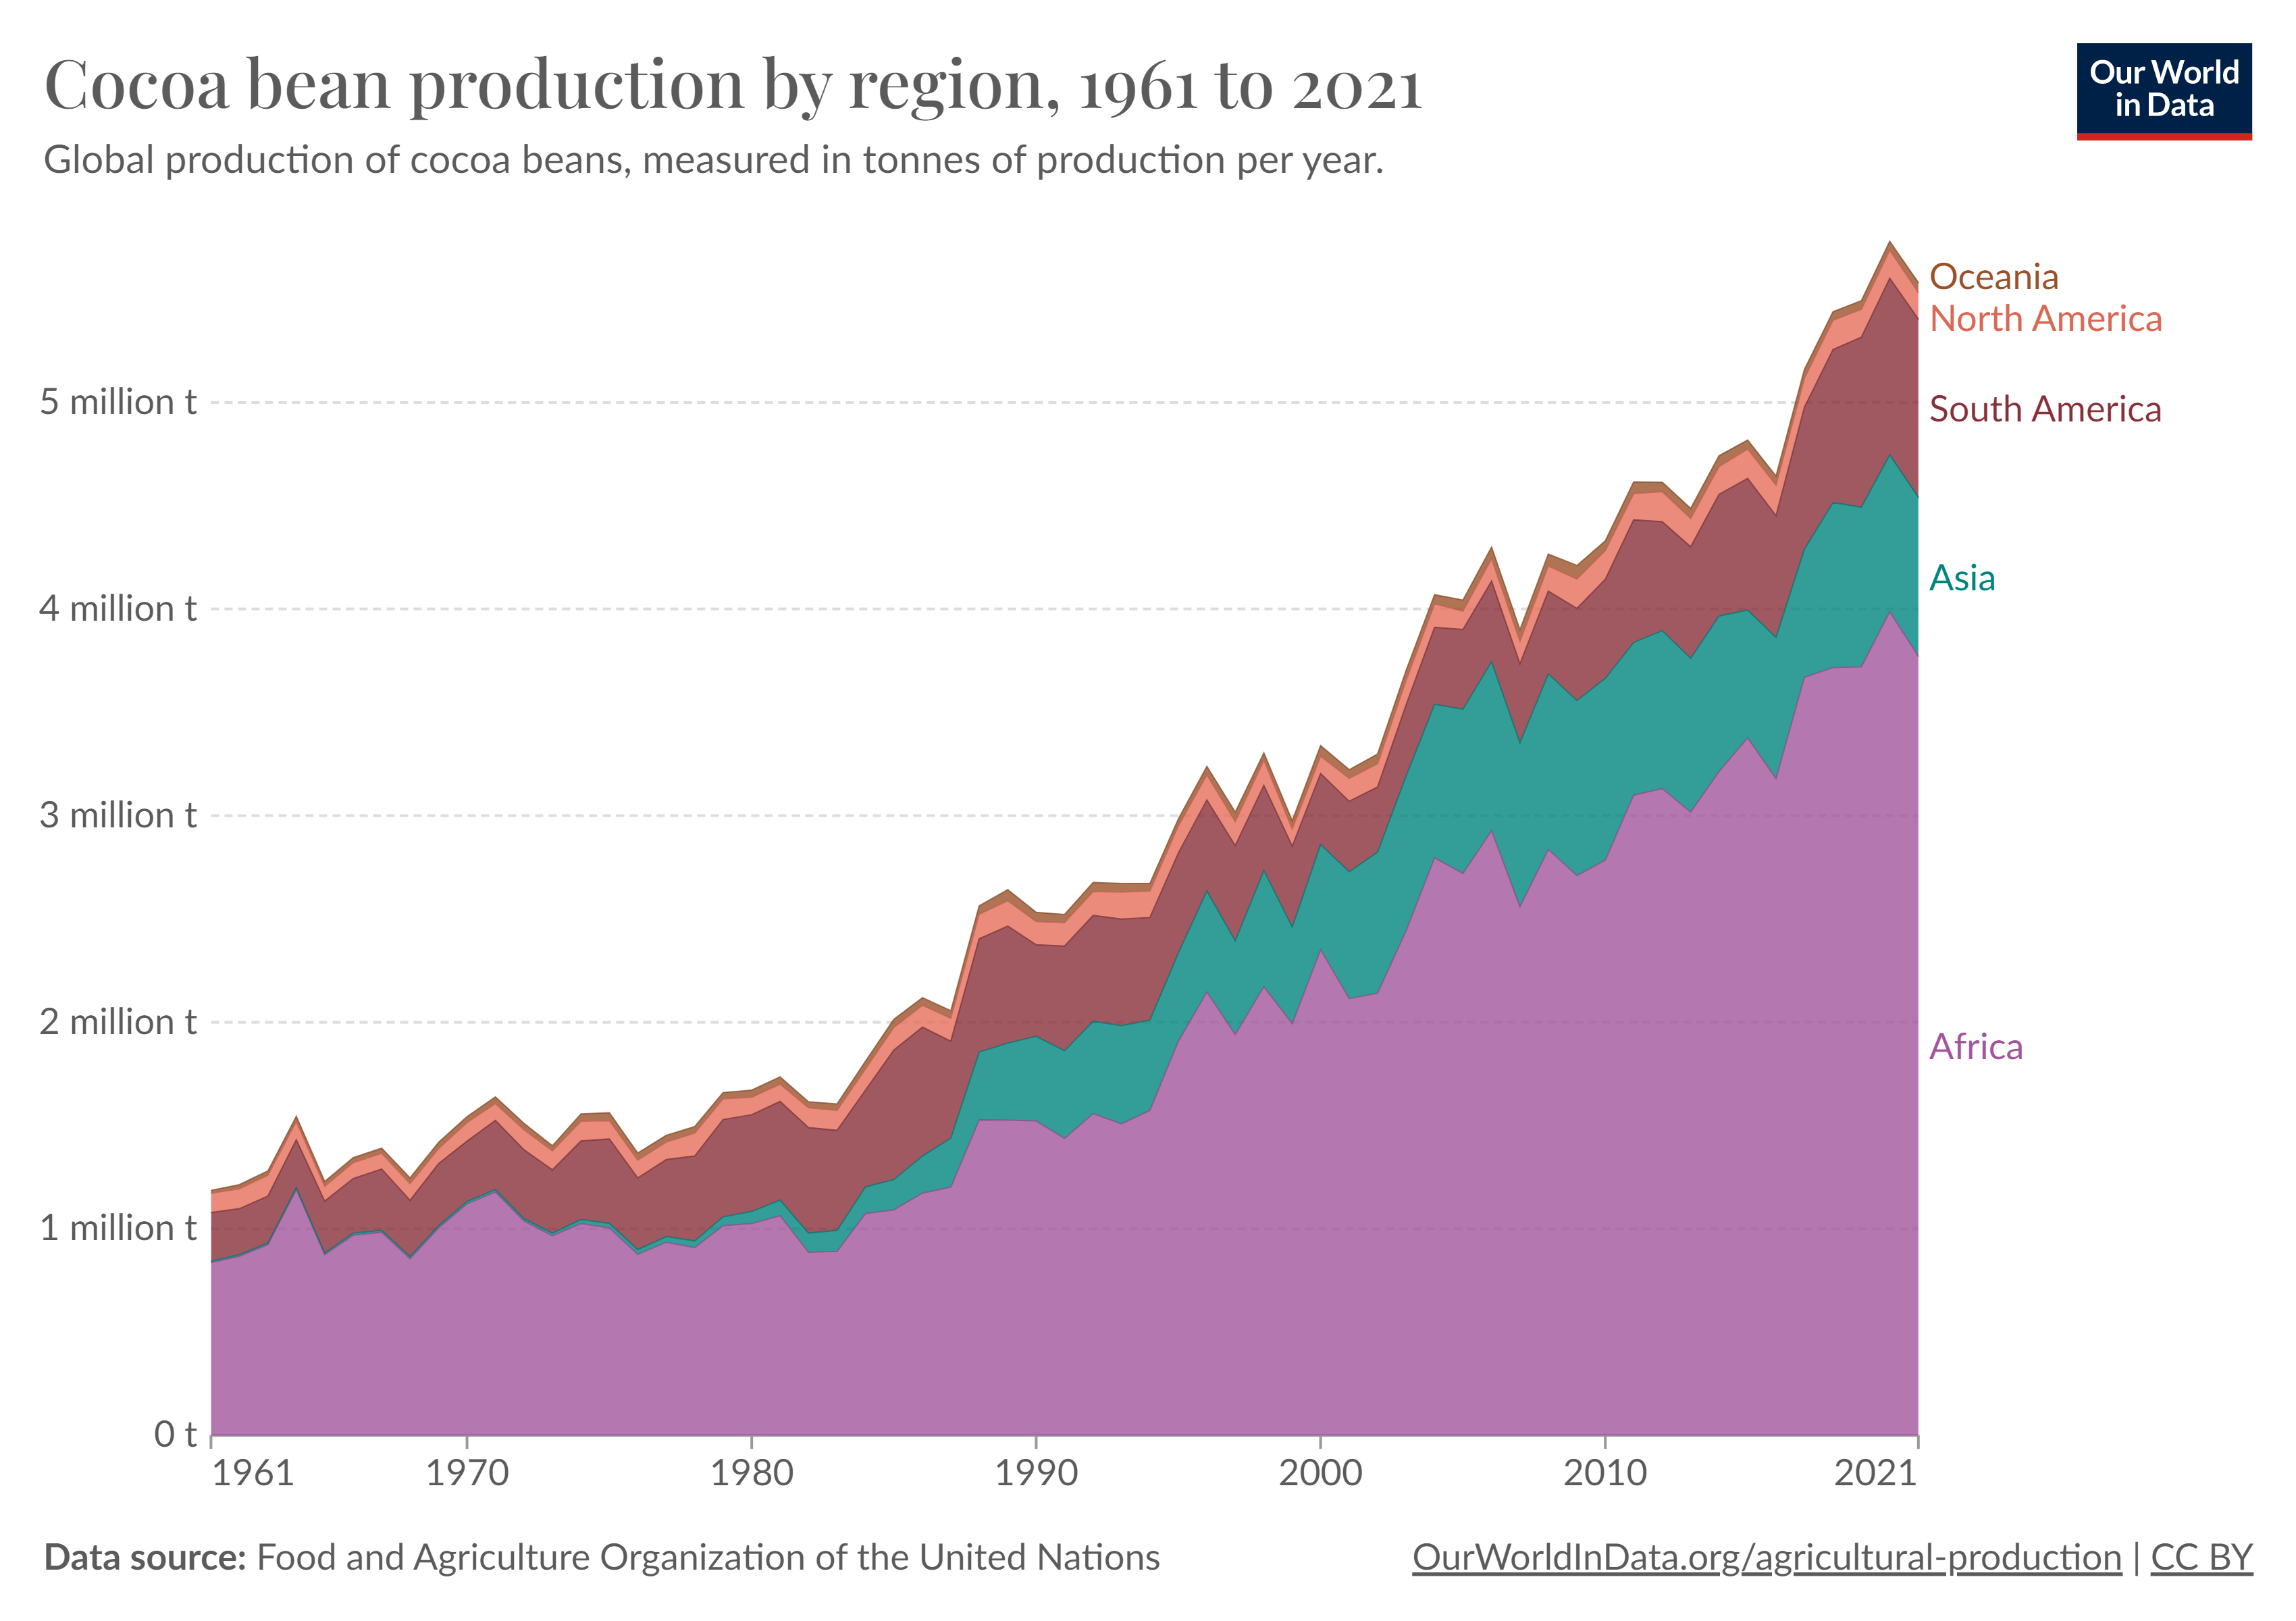 Cocoa bean production by region, 1961 to 2021
Our World
in Data
Global production of cocoa beans, measured in tonnes of production per year.
Oceania
North America
5 million t
South America
Asia
4 million t
3 million t
2 million t
Africa
1 million t
0 t
1961 1970 1980 1990 2000 2010 2021
Data source: Food and Agriculture Organization of the United Nations
OurWorldInData.org/agricultural-production | CC BY